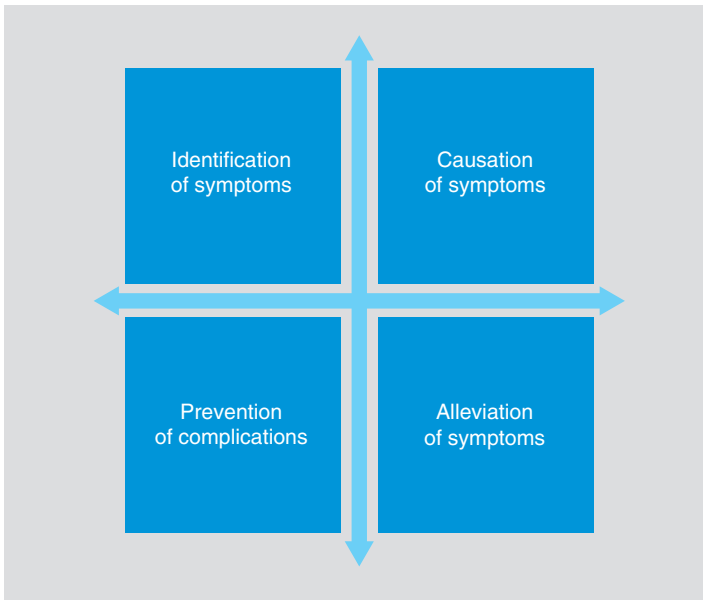 Identification
of symptoms
Causation
of symptoms
Prevention
of complications
Alleviation
of symptoms